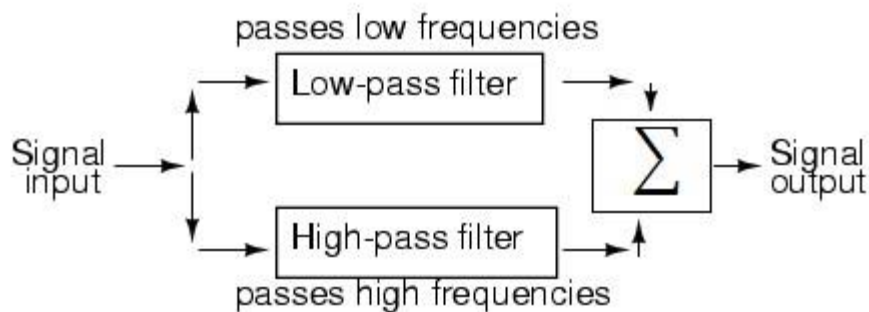 passes low frequencies
Low-pass filter
Signal
input
∑
Signal
output
High-pass filter
passes high frequencies